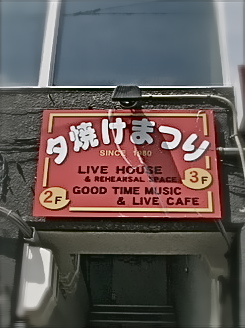 夕焼けまつり
SINCE 1980
LIVE HOUSE
& REHEARSAL SPACE
3F
2F
GOOD TIME MUSIC
& LIVE CAFE